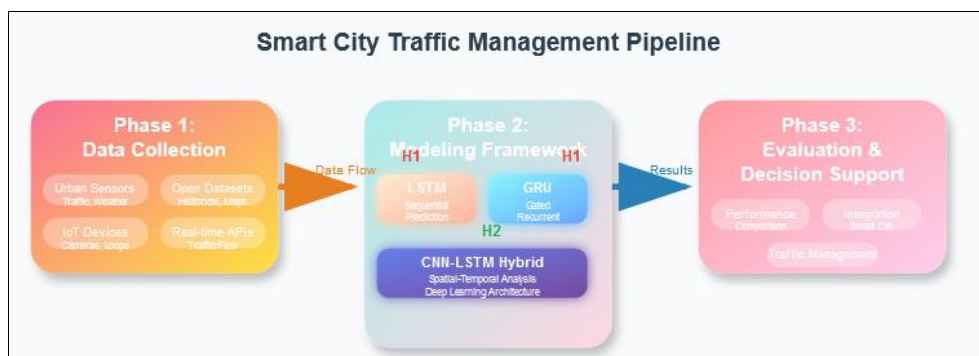 Smart City Traffic Management Pipeline
Phase 1:
Data Collection
Urban Sensors
Traffic, Weather
Open Datasets
Historical, Maps
IoT Devices
Cameras, Loops
Real-time APIs
Traffic Flow
Data Flow
Phase 2:
Modeling Framework
H1
H1
LSTM
Sequential
Prediction
GRU
Gated
Recurrent
H2
CNN-LSTM Hybrid
Spatial-Temporal Analysis
Deep Learning Architecture
Results
Phase 3:
Evaluation &
Decision Support
Performance
Comparison
Integration
Smart City
Traffic Management